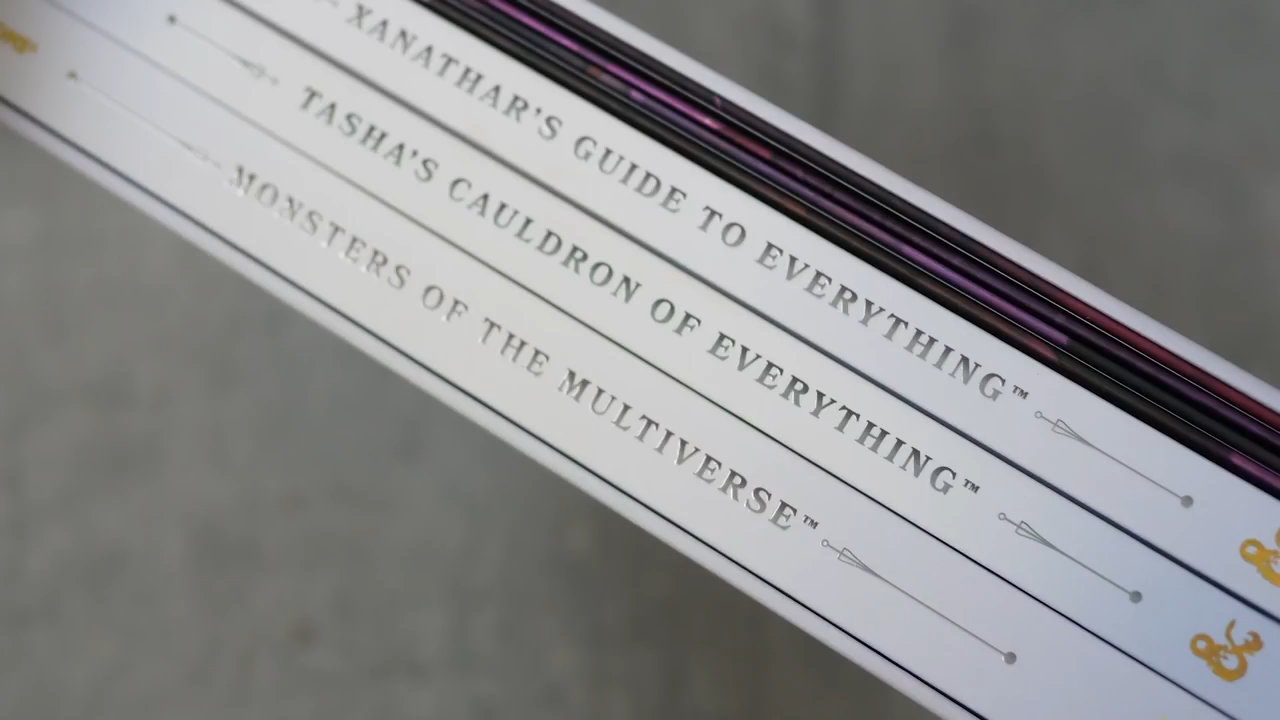 XANATHAR'S GUIDE TO EVERYTHING™
TASHA'S CAULDRON OF EVERYTHING™
MONSTERS OF THE MULTIVERSE™
&
&